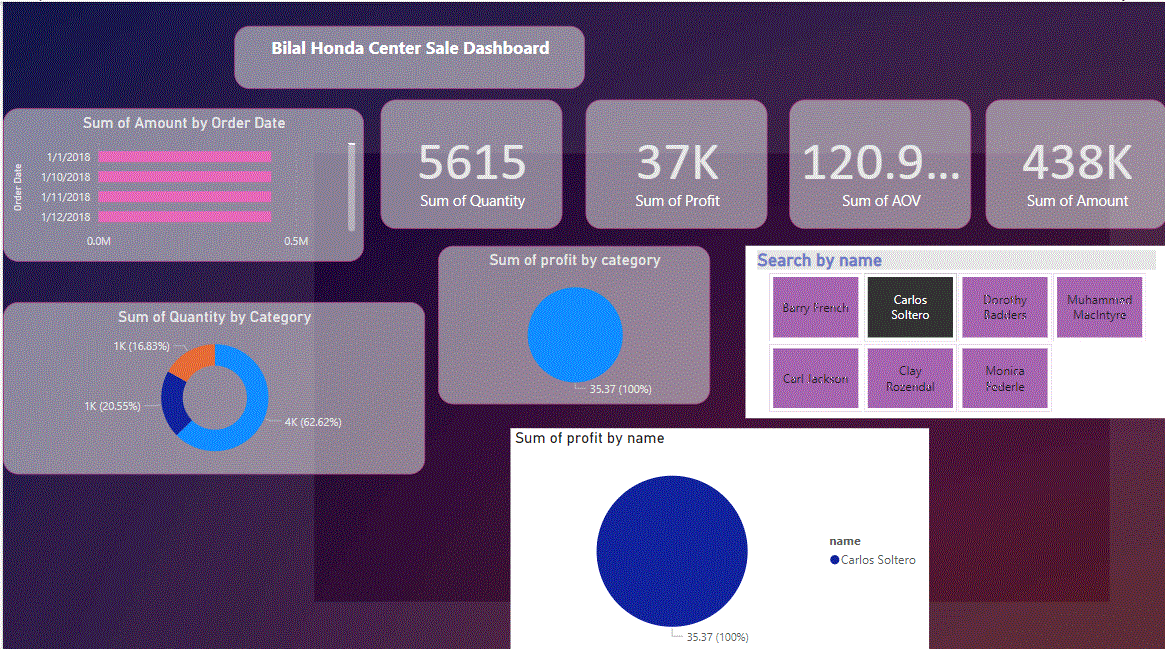 Bilal Honda Center Sale Dashboard
Sum of Amount by Order Date
Order Date
1/1/2018
1/10/2018
1/11/2018
1/12/2018
0.0M
0.5M
5615
Sum of Quantity
37K
Sum of Profit
120.9...
Sum of AOV
438K
Sum of Amount
Sum of profit by category
35.37 (100%)
Search by name
Barry French
Carlos
Soltero
Dorothy
Badders
Muhammed
MacIntyre
Carl Jackson
Clay
Rozendal
Monica
Federle
Sum of Quantity by Category
1K (16.83%)
1K (20.55%)
4K (62.62%)
Sum of profit by name
name
Carlos Soltero
35.37 (100%)